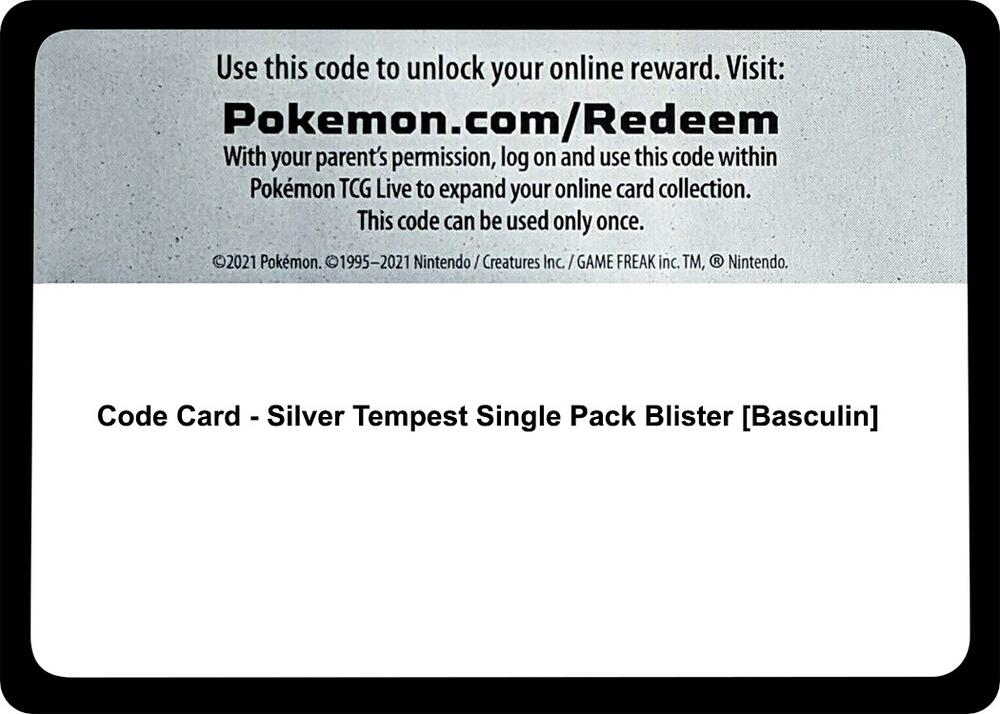 Use this code to unlock your online reward. Visit:
Pokemon.com/Redeem
With your parent's permission, log on and use this code within
Pokémon TCG Live to expand your online card collection.
This code can be used only once.
©2021 Pokémon. ©1995–2021 Nintendo / Creatures Inc. / GAME FREAK inc. TM, ® Nintendo.
Code Card - Silver Tempest Single Pack Blister [Basculin]